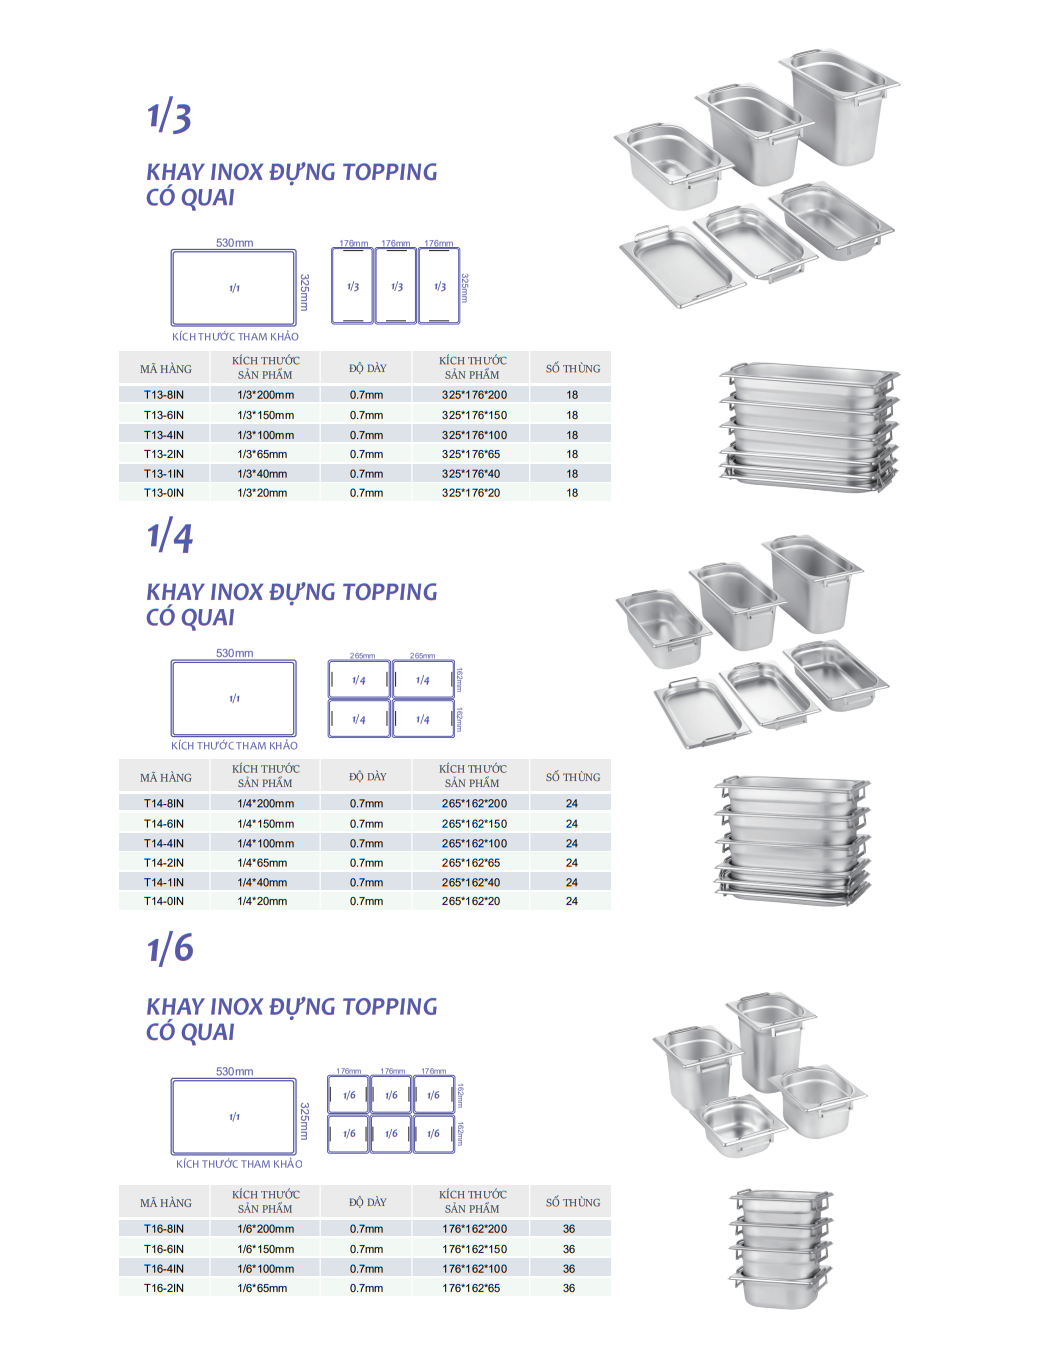 1/3
KHAY INOX ĐỰNG TOPPING
CÓ QUAI
530mm
1/1
325mm
KÍCH THƯỚC THAM KHẢO
176mm 176mm 176mm
1/3 1/3 1/3
325mm
MÃ HÀNG KÍCH THƯỚC SẢN PHẨM ĐỘ DÀY KÍCH THƯỚC SẢN PHẨM SỐ THÙNG
T13-8IN 1/3*200mm 0.7mm 325*176*200 18
T13-6IN 1/3*150mm 0.7mm 325*176*150 18
T13-4IN 1/3*100mm 0.7mm 325*176*100 18
T13-2IN 1/3*65mm 0.7mm 325*176*65 18
T13-1IN 1/3*40mm 0.7mm 325*176*40 18
T13-0IN 1/3*20mm 0.7mm 325*176*20 18
1/4
KHAY INOX ĐỰNG TOPPING
CÓ QUAI
530mm
1/1
KÍCH THƯỚC THAM KHẢO
265mm 265mm
1/4 1/4
162mm
1/4 1/4
162mm
MÃ HÀNG KÍCH THƯỚC SẢN PHẨM ĐỘ DÀY KÍCH THƯỚC SẢN PHẨM SỐ THÙNG
T14-8IN 1/4*200mm 0.7mm 265*162*200 24
T14-6IN 1/4*150mm 0.7mm 265*162*150 24
T14-4IN 1/4*100mm 0.7mm 265*162*100 24
T14-2IN 1/4*65mm 0.7mm 265*162*65 24
T14-1IN 1/4*40mm 0.7mm 265*162*40 24
T14-0IN 1/4*20mm 0.7mm 265*162*20 24
1/6
KHAY INOX ĐỰNG TOPPING
CÓ QUAI
530mm
1/1
325mm
KÍCH THƯỚC THAM KHẢO
176mm 176mm 176mm
1/6 1/6 1/6
162mm
1/6 1/6 1/6
162mm
MÃ HÀNG KÍCH THƯỚC SẢN PHẨM ĐỘ DÀY KÍCH THƯỚC SẢN PHẨM SỐ THÙNG
T16-8IN 1/6*200mm 0.7mm 176*162*200 36
T16-6IN 1/6*150mm 0.7mm 176*162*150 36
T16-4IN 1/6*100mm 0.7mm 176*162*100 36
T16-2IN 1/6*65mm 0.7mm 176*162*65 36